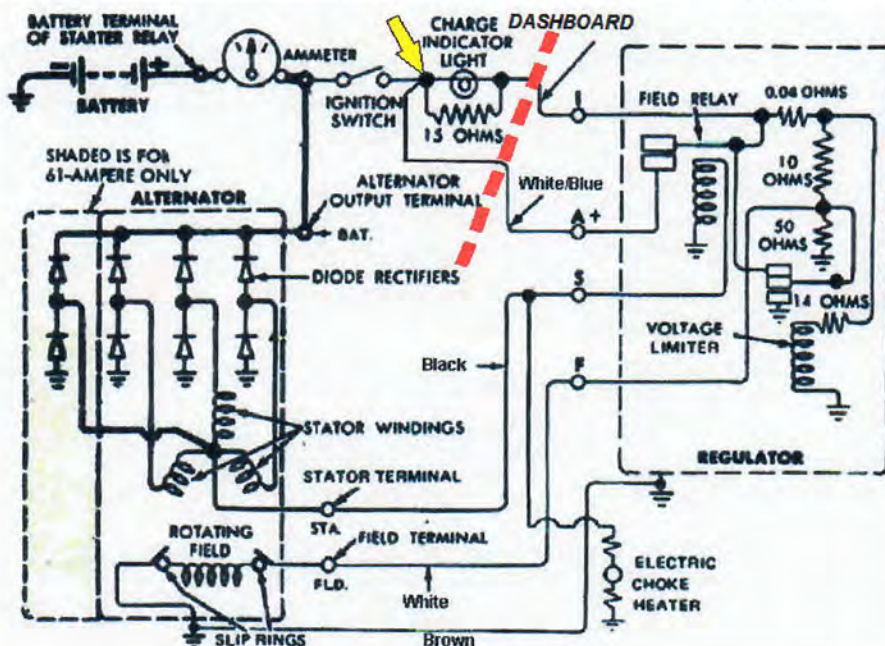 BATTERY TERMINAL
OF STARTER RELAY
AMMETER
CHARGE
INDICATOR
LIGHT
DASHBOARD
BATTERY
IGNITION
SWITCH
15 OHMS
I
FIELD RELAY
0.04 OHMS
10
OHMS
SHADED IS FOR
61-AMPERE ONLY
ALTERNATOR
ALTERNATOR
OUTPUT TERMINAL
BAT.
White/Blue
A +
50
OHMS
DIODE RECTIFIERS
S
14 OHMS
VOLTAGE
LIMITER
Black
F
STATOR WINDINGS
REGULATOR
STATOR TERMINAL
STA.
ROTATING
FIELD
FIELD TERMINAL
FLD.
White
ELECTRIC
CHOKE
HEATER
SLIP RINGS
Brown